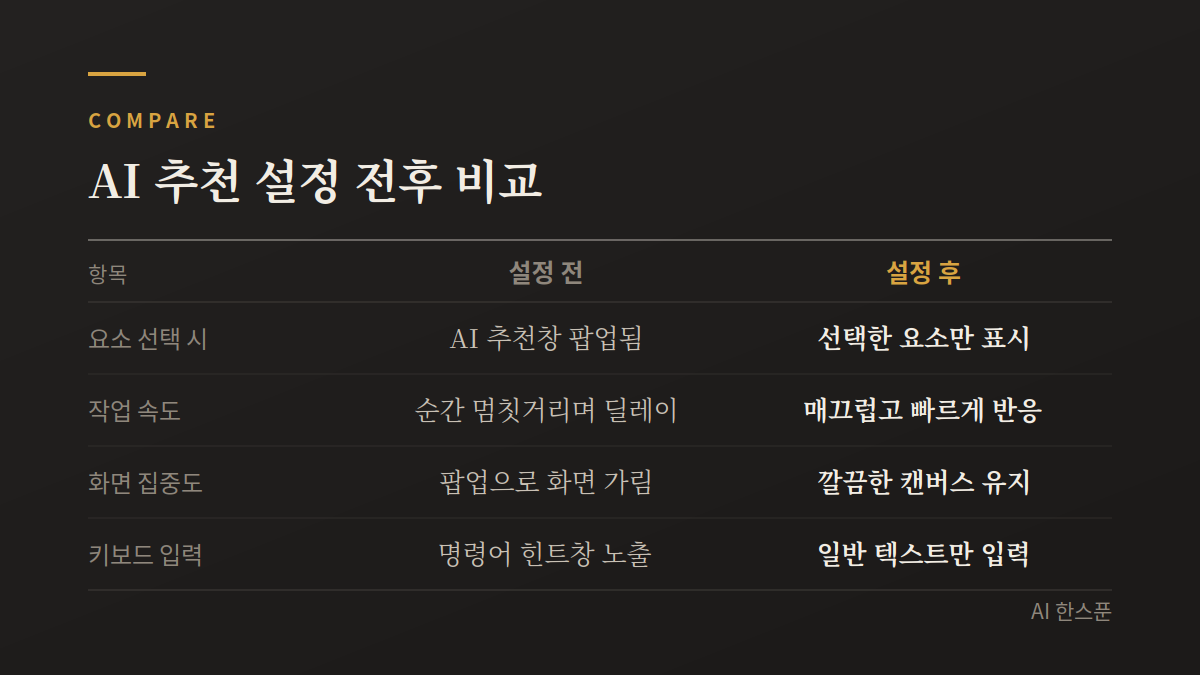 COMPARE
AI 추천 설정 전후 비교
항목 설정 전 설정 후
요소 선택 시 AI 추천창 팝업됨 선택한 요소만 표시
작업 속도 순간 멈칫거리며 딜레이 매끄럽고 빠르게 반응
화면 집중도 팝업으로 화면 가림 깔끔한 캔버스 유지
키보드 입력 명령어 힌트창 노출 일반 텍스트만 입력
AI 한스푼